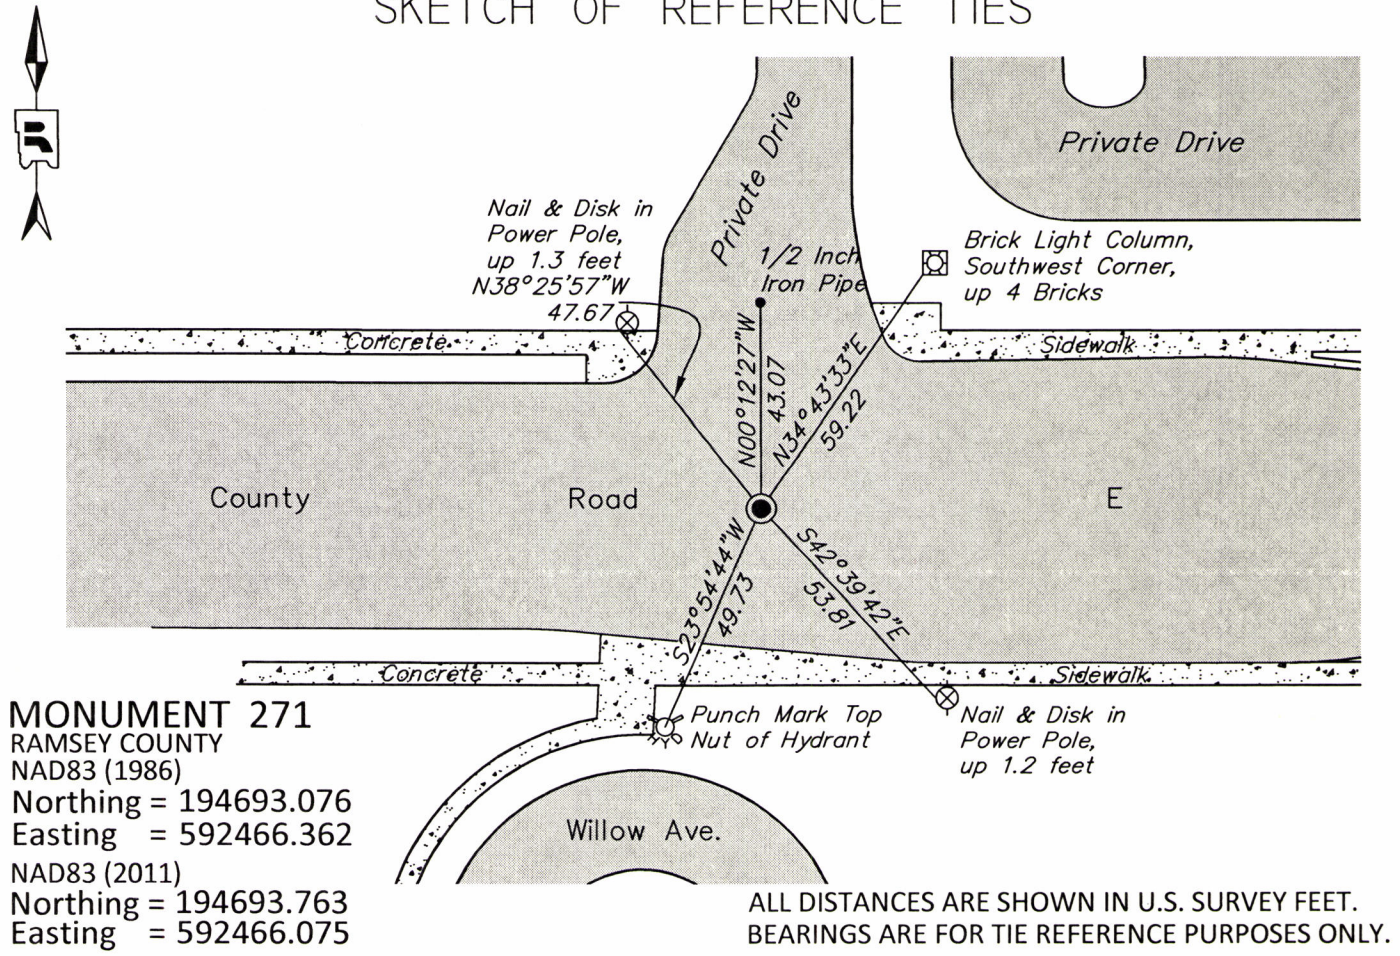 SKETCH OF REFERENCE TIES
Private Drive
Private Drive
Nail & Disk in
Power Pole,
up 1.3 feet
N38°25'57"W
47.67
1/2 Inch
Iron Pipe
Brick Light Column,
Southwest Corner,
up 4 Bricks
Concrete
Sidewalk
N00°12'27"W
43.07
N34°43'33"E
59.22
County Road E
S23°54'44"W
49.73
S42°39'42"E
53.81
Concrete
Sidewalk
Punch Mark Top
Nut of Hydrant
Nail & Disk in
Power Pole,
up 1.2 feet
Willow Ave.
MONUMENT 271
RAMSEY COUNTY
NAD83 (1986)
Northing = 194693.076
Easting = 592466.362
NAD83 (2011)
Northing = 194693.763
Easting = 592466.075
ALL DISTANCES ARE SHOWN IN U.S. SURVEY FEET.
BEARINGS ARE FOR TIE REFERENCE PURPOSES ONLY.
R